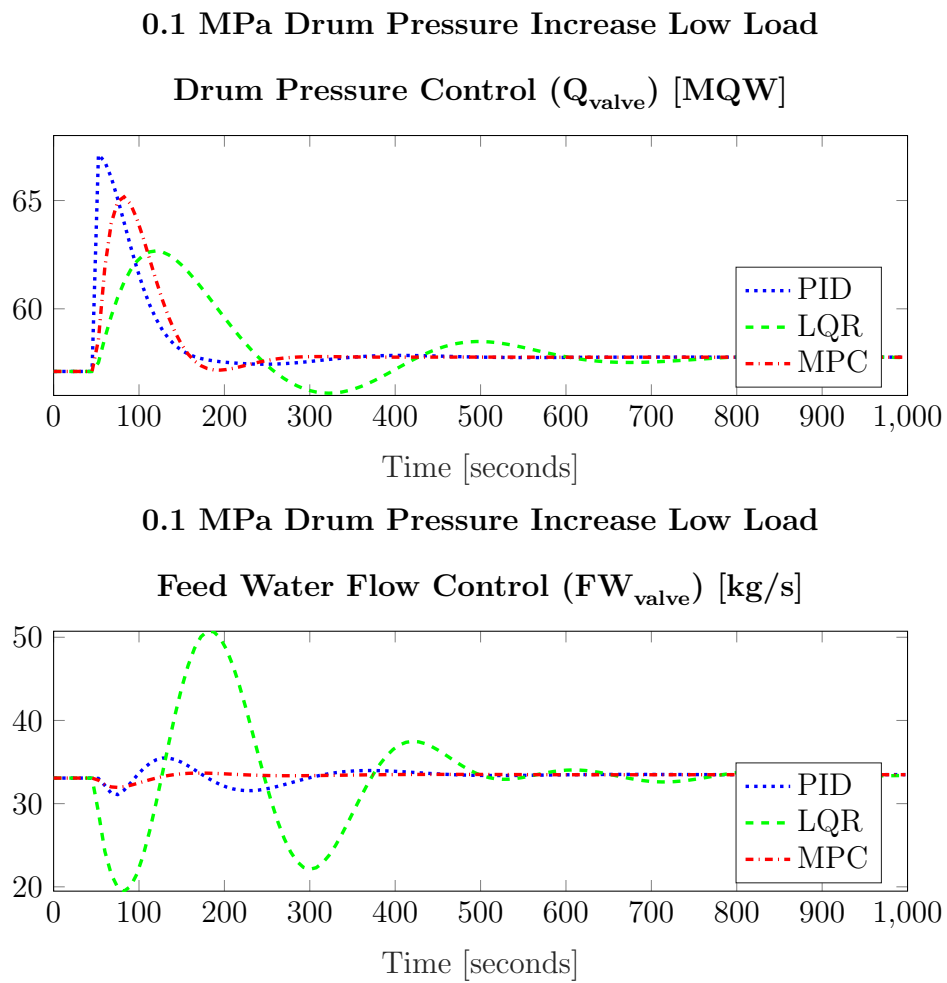 0.1 MPa Drum Pressure Increase Low Load
Drum Pressure Control (Q_valve) [MQW]
65
60
PID
LQR
MPC
0 100 200 300 400 500 600 700 800 900 1,000
Time [seconds]
0.1 MPa Drum Pressure Increase Low Load
Feed Water Flow Control (FW_valve) [kg/s]
50
40
30
20
PID
LQR
MPC
0 100 200 300 400 500 600 700 800 900 1,000
Time [seconds]